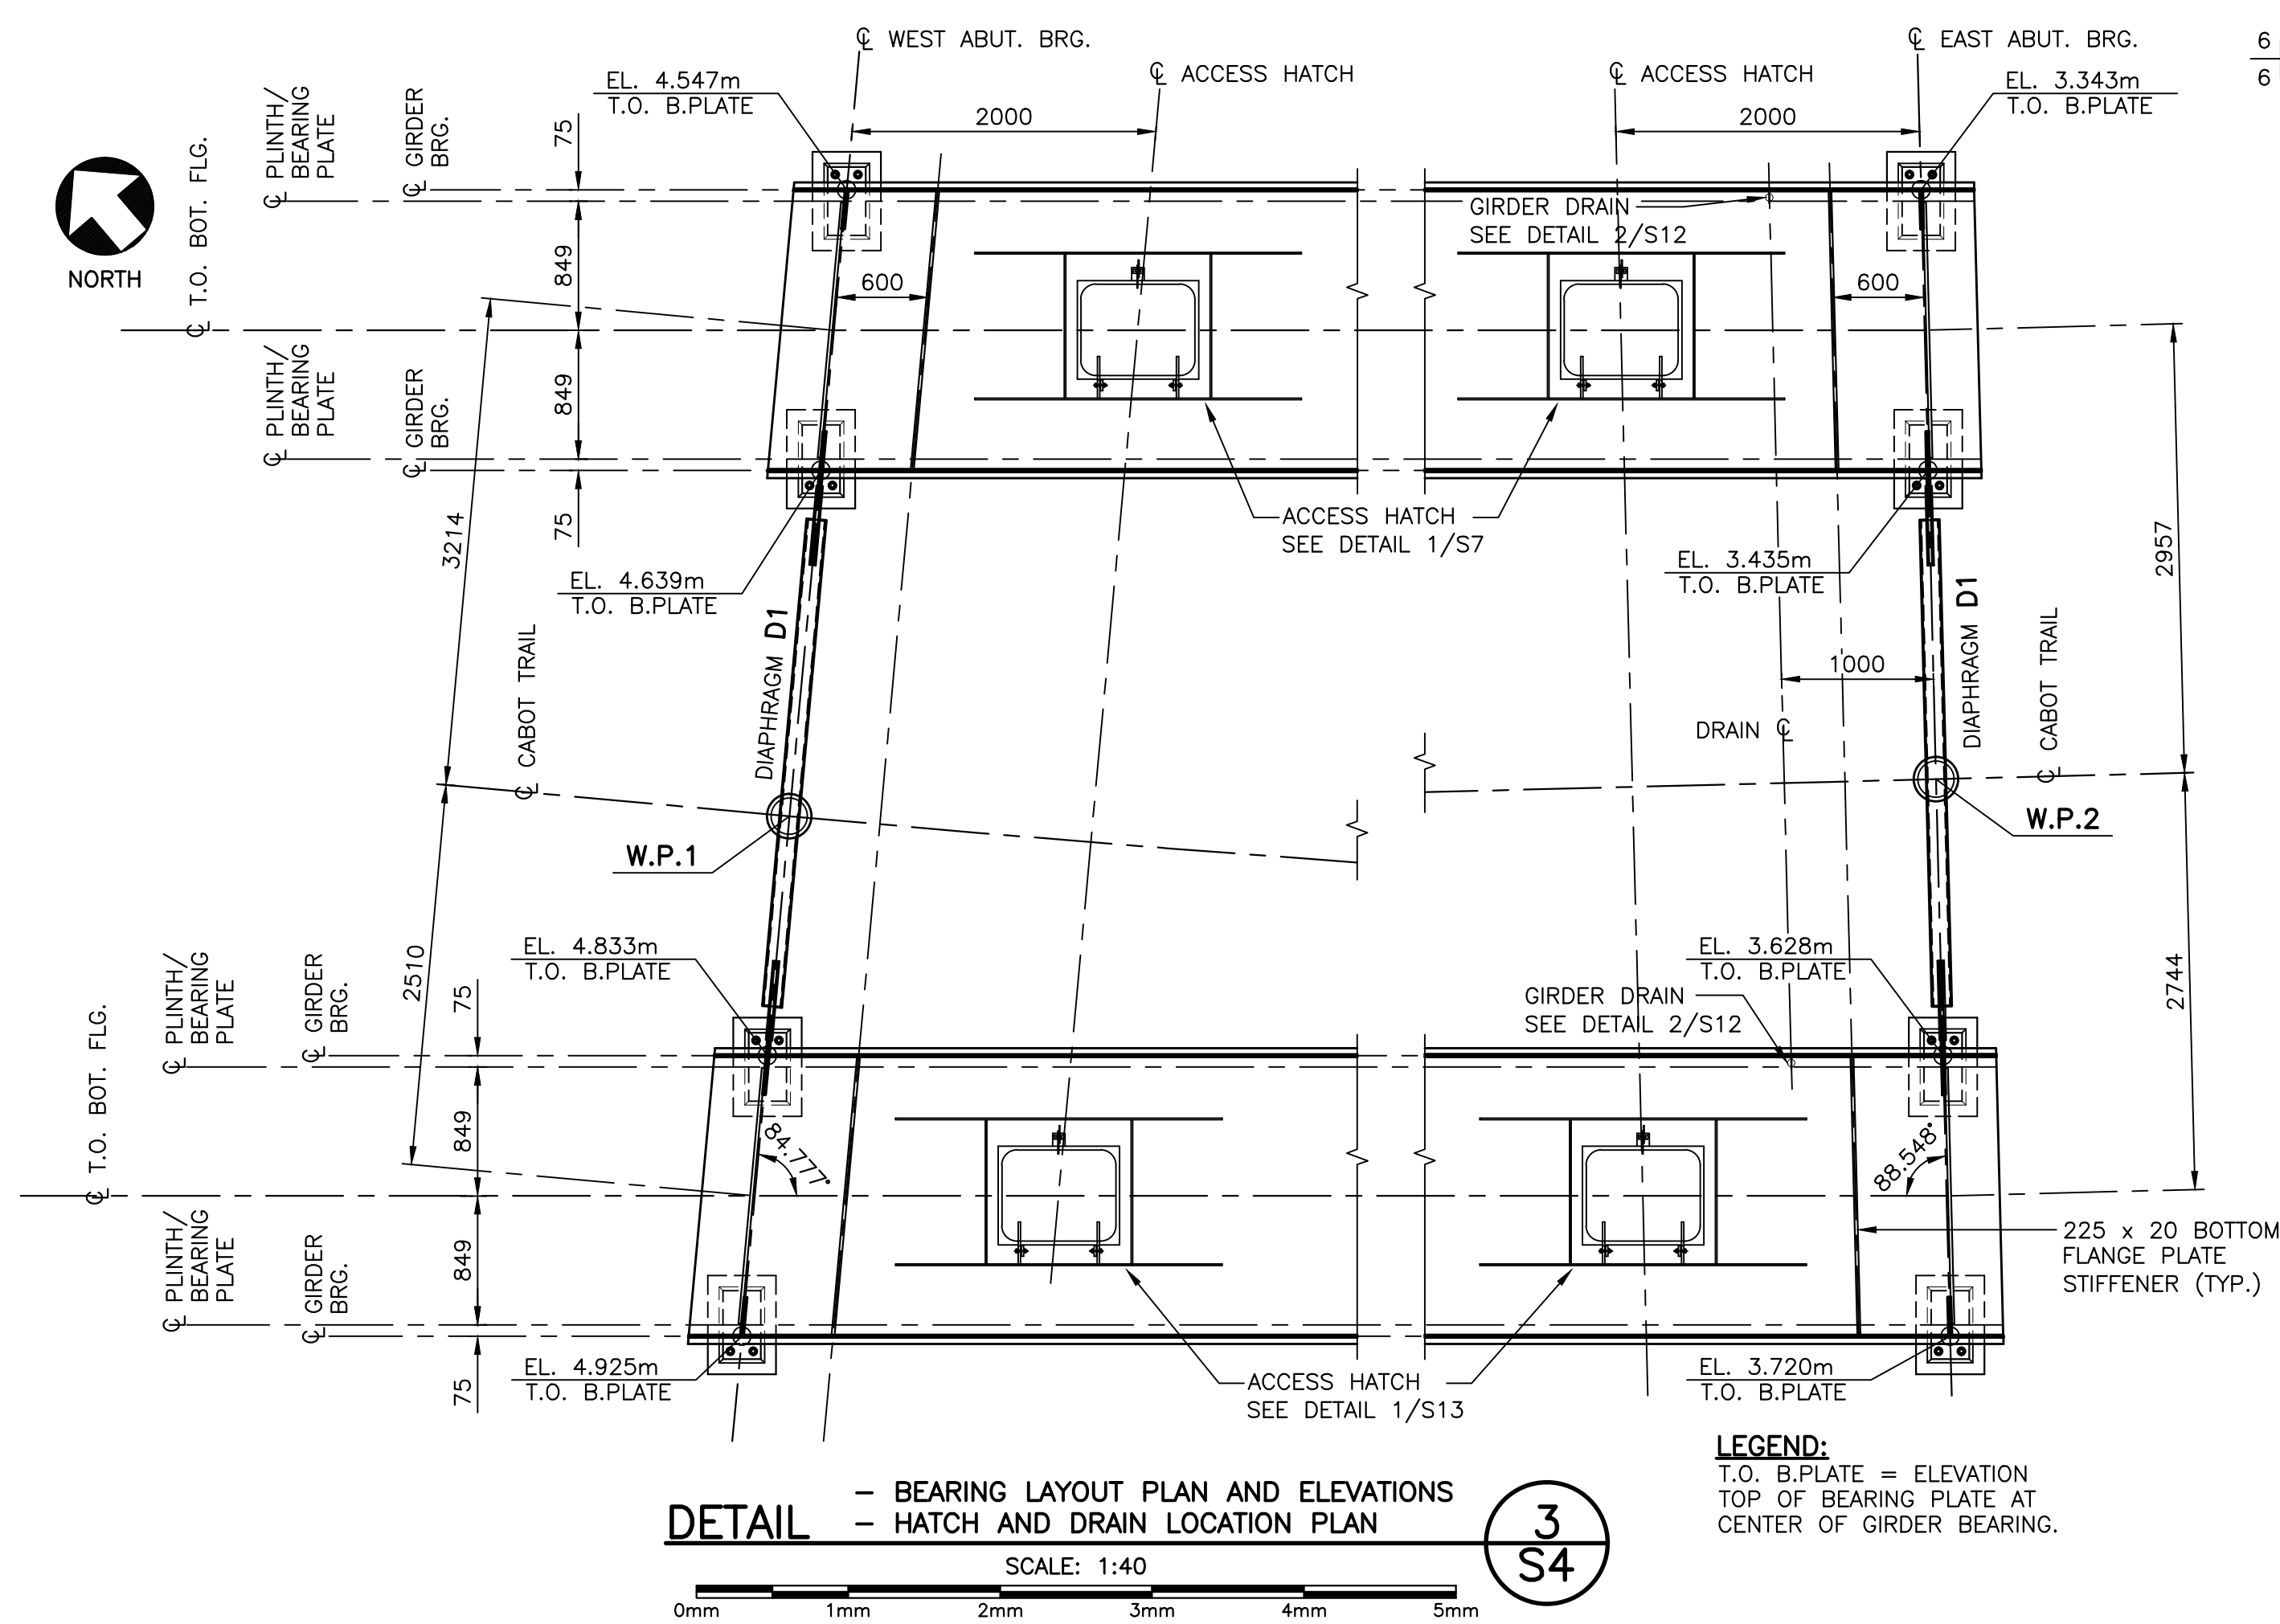 ℄ WEST ABUT. BRG.
℄ EAST ABUT. BRG.
6
6
℄ ACCESS HATCH
℄ ACCESS HATCH
EL. 4.547m
T.O. B.PLATE
EL. 3.343m
T.O. B.PLATE
2000
2000
NORTH
℄ T.O. BOT. FLG.
℄ PLINTH/
BEARING
PLATE
℄ GIRDER
BRG.
75
849
849
75
℄ PLINTH/
BEARING
PLATE
℄ GIRDER
BRG.
GIRDER DRAIN
SEE DETAIL 2/S12
600
600
ACCESS HATCH
SEE DETAIL 1/S7
3214
2957
EL. 4.639m
T.O. B.PLATE
EL. 3.435m
T.O. B.PLATE
℄ CABOT TRAIL
DIAPHRAGM D1
DIAPHRAGM D1
℄ CABOT TRAIL
1000
DRAIN ℄
W.P.1
W.P.2
2510
2744
EL. 4.833m
T.O. B.PLATE
EL. 3.628m
T.O. B.PLATE
GIRDER DRAIN
SEE DETAIL 2/S12
℄ T.O. BOT. FLG.
℄ PLINTH/
BEARING
PLATE
℄ GIRDER
BRG.
75
849
849
75
℄ PLINTH/
BEARING
PLATE
℄ GIRDER
BRG.
84.777°
88.548°
225 x 20 BOTTOM
FLANGE PLATE
STIFFENER (TYP.)
EL. 4.925m
T.O. B.PLATE
EL. 3.720m
T.O. B.PLATE
ACCESS HATCH
SEE DETAIL 1/S13
LEGEND:
T.O. B.PLATE = ELEVATION
TOP OF BEARING PLATE AT
CENTER OF GIRDER BEARING.
DETAIL
– BEARING LAYOUT PLAN AND ELEVATIONS
– HATCH AND DRAIN LOCATION PLAN
3
S4
SCALE: 1:40
0mm 1mm 2mm 3mm 4mm 5mm